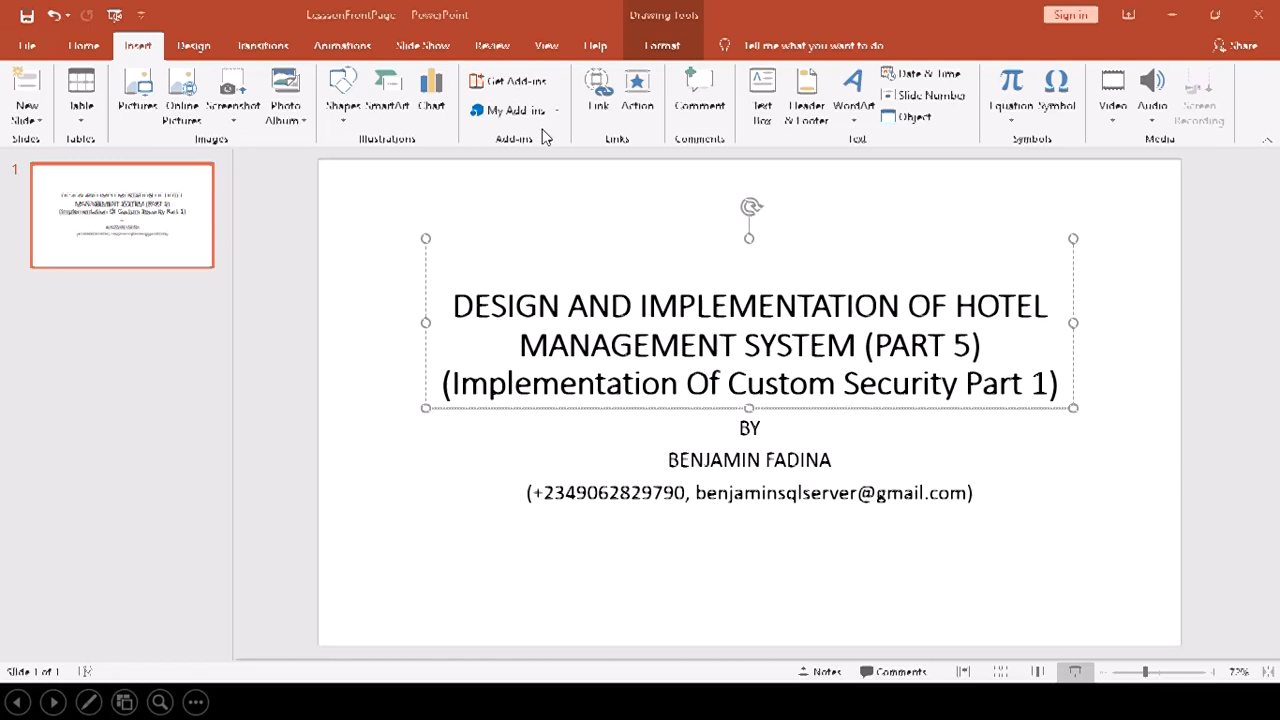 LesssonFrontPage - PowerPoint
Drawing Tools
Sign in
File Home Insert Design Transitions Animations Slide Show Review View Help Format Tell me what you want to do Share
New Slide
Table
Pictures
Online Pictures
Screenshot
Photo Album
Shapes
SmartArt
Chart
Get Add-ins
My Add-ins
Link
Action
Comment
Text Box
Header & Footer
WordArt
Date & Time
Slide Number
Object
Equation
Symbol
Video
Audio
Screen Recording
Slides Tables Images Illustrations Add-ins Links Comments Text Symbols Media
1
DESIGN AND IMPLEMENTATION OF HOTEL
MANAGEMENT SYSTEM (PART 5)
(Implementation Of Custom Security Part 1)
BY
BENJAMIN FADINA
(+2349062829790, benjaminsqlserver@gmail.com)
Slide 1 of 1
Notes
Comments
72%